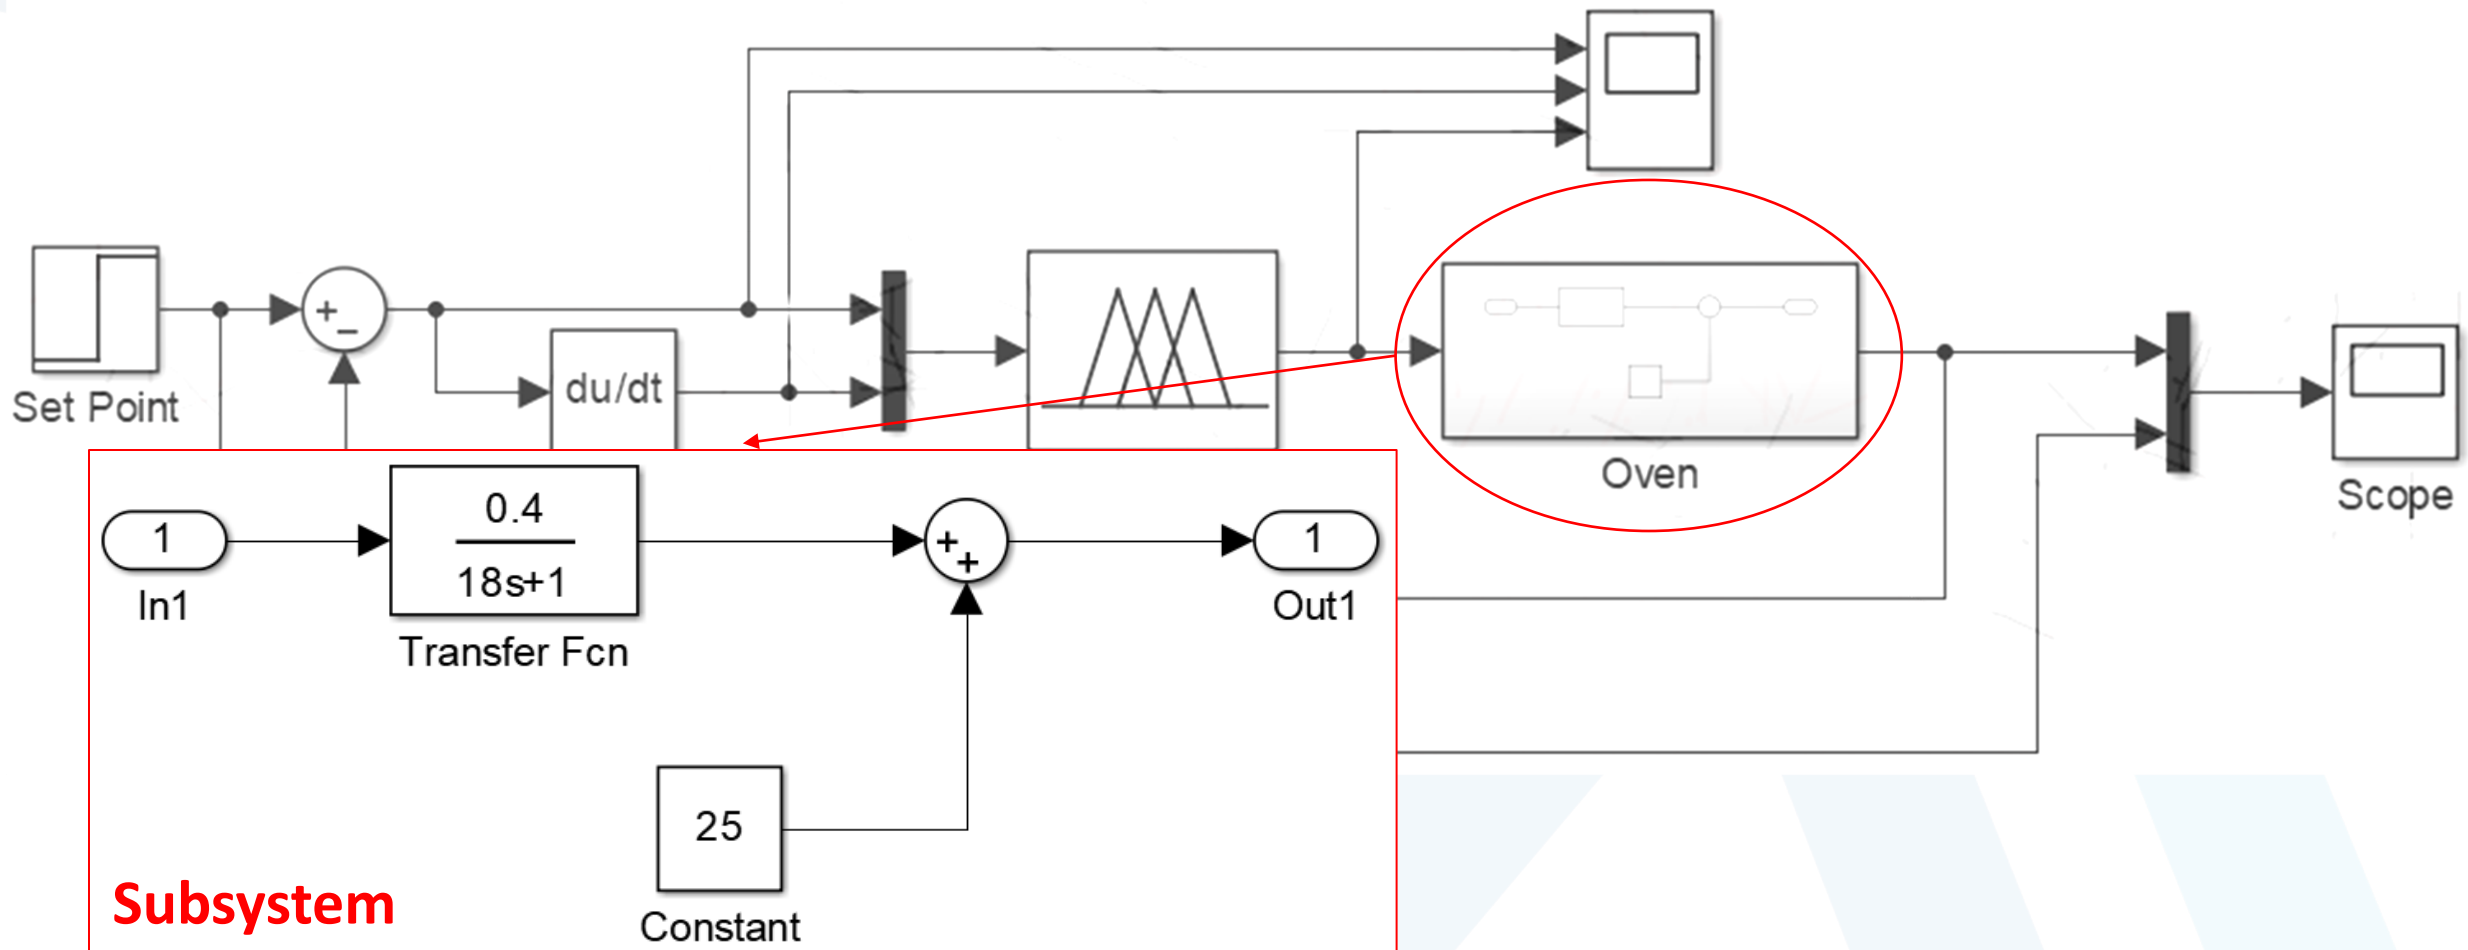 Set Point
+
−
du/dt
Oven
Scope
1
In1
0.4
18s+1
Transfer Fcn
+
+
1
Out1
25
Constant
Subsystem